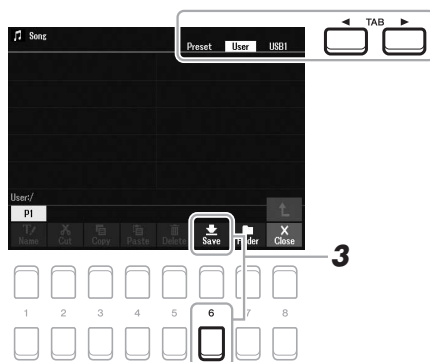 Song
Preset User USB1
◄ TAB ►
User:/
P1
Name Cut Copy Paste Delete Save Folder Close
3
1 2 3 4 5 6 7 8